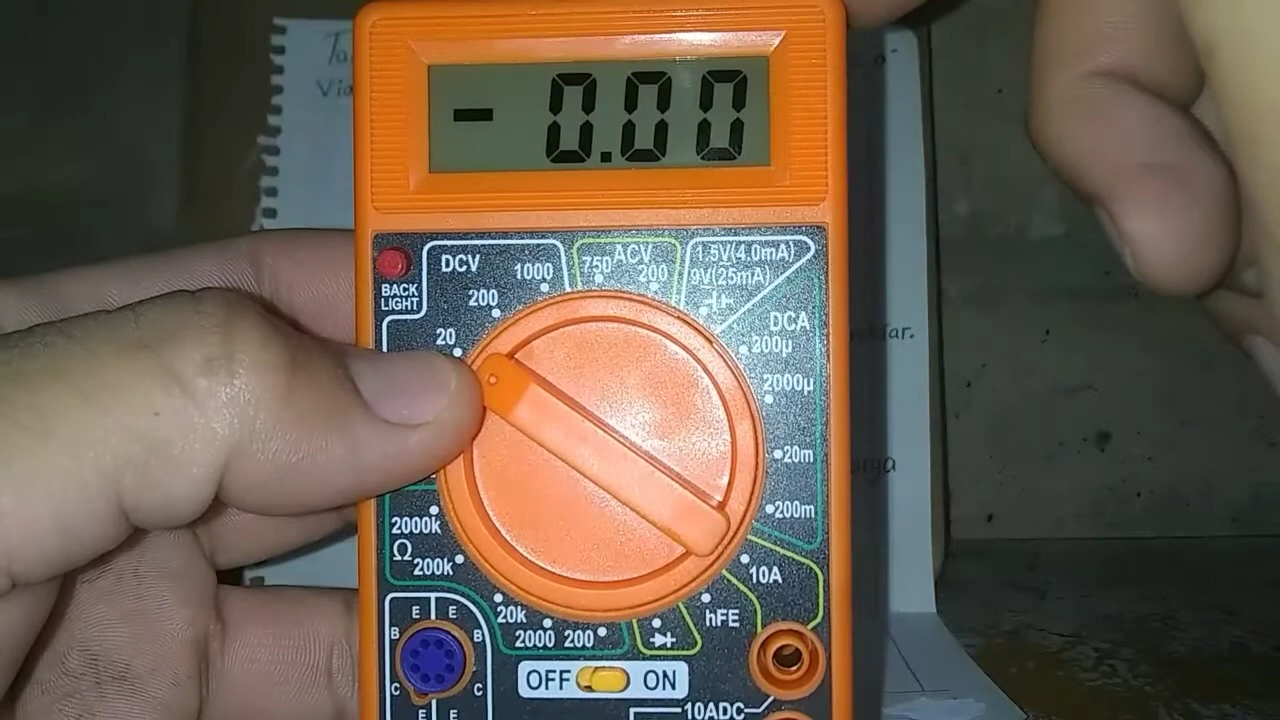 - 0.00
BACK
LIGHT
DCV
1000
200
20
ACV
750
200
1.5V(4.0mA)
9V(25mA)
DCA
200µ
2000µ
20m
200m
10A
hFE
2000k
Ω
200k
20k
2000
200
E E
B B
C C
E E
OFF ON
10ADC